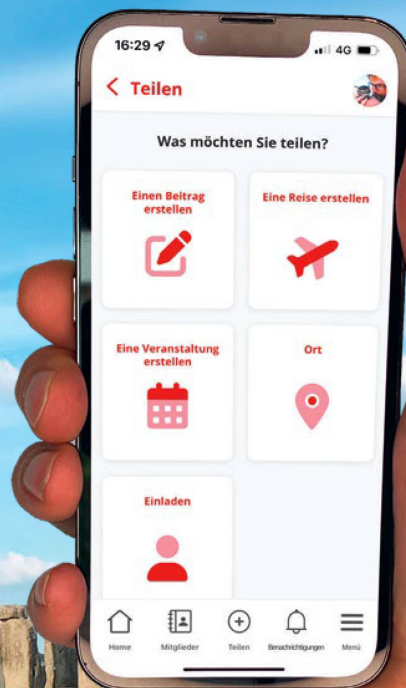 16:29 4G
Teilen
Was möchten Sie teilen?
Einen Beitrag
erstellen
Eine Reise erstellen
Eine Veranstaltung
erstellen
Ort
Einladen
Home Mitglieder Teilen Benachrichtigungen Menü